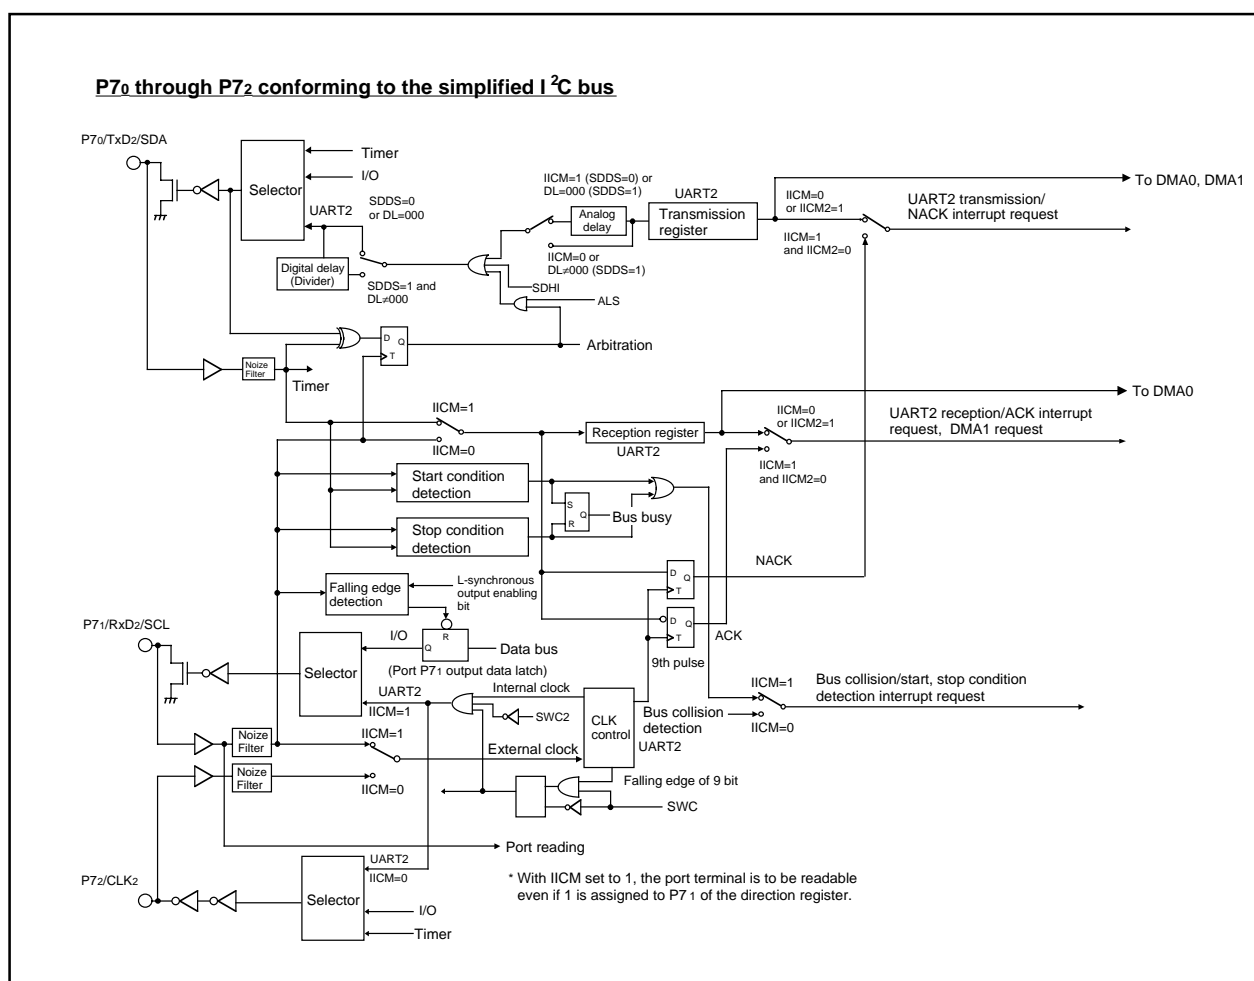 P70 through P72 conforming to the simplified I 2C bus
P70/TxD2/SDA
Selector
Timer
I/O
UART2
SDDS=0
or DL=000
Digital delay
(Divider)
SDDS=1 and
DL≠000
IICM=1 (SDDS=0) or
DL=000 (SDDS=1)
Analog
delay
IICM=0 or
DL≠000 (SDDS=1)
SDHI
ALS
UART2
Transmission
register
To DMA0, DMA1
IICM=0
or IICM2=1
UART2 transmission/
NACK interrupt request
IICM=1
and IICM2=0
D
Q
T
Arbitration
Noize
Filter
Timer
To DMA0
IICM=1
IICM=0
Reception register
UART2
IICM=0
or IICM2=1
UART2 reception/ACK interrupt
request, DMA1 request
IICM=1
and IICM2=0
Start condition
detection
S
Q
R
Bus busy
Stop condition
detection
NACK
D
Q
T
Falling edge
detection
L-synchronous
output enabling
bit
D
Q
T
ACK
9th pulse
P71/RxD2/SCL
Selector
I/O
R
Q
Data bus
(Port P71 output data latch)
Internal clock
UART2
IICM=1
SWC2
CLK
control
UART2
Bus collision
detection
IICM=1
IICM=0
Bus collision/start, stop condition
detection interrupt request
Noize
Filter
IICM=1
External clock
Noize
Filter
IICM=0
Falling edge of 9 bit
SWC
Port reading
P72/CLK2
Selector
UART2
IICM=0
I/O
Timer
* With IICM set to 1, the port terminal is to be readable
even if 1 is assigned to P71 of the direction register.